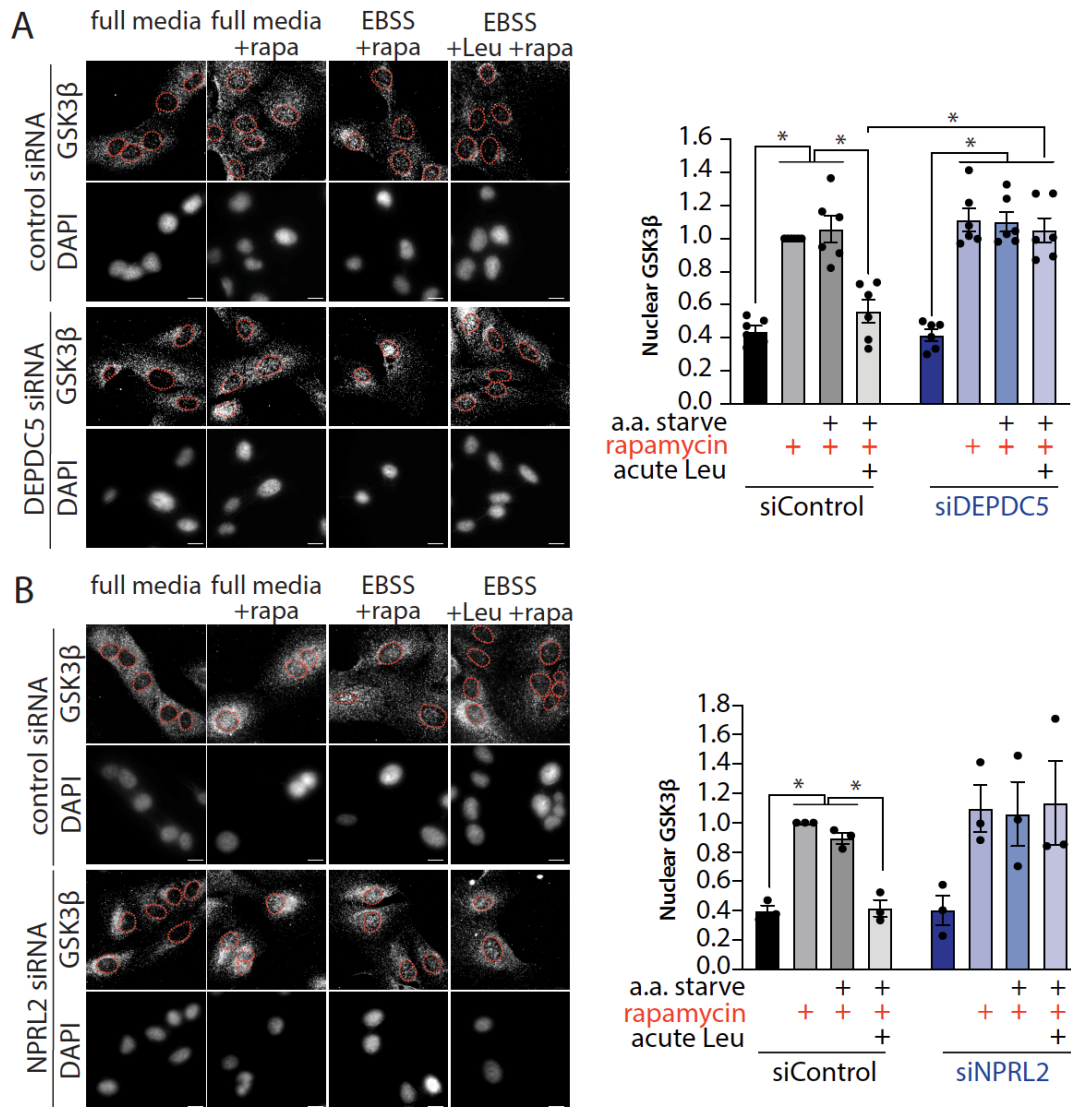 A
full media
full media
+rapa
EBSS
+rapa
EBSS
+Leu +rapa
control siRNA
GSK3β
DAPI
DEPDC5 siRNA
GSK3β
DAPI
Nuclear GSK3β
1.6
1.4
1.2
1.0
0.8
0.6
0.4
0.2
0.0
* * * *
a.a. starve + + + +
rapamycin + + + + + +
acute Leu + +
siControl siDEPDC5
B
full media
full media
+rapa
EBSS
+rapa
EBSS
+Leu +rapa
control siRNA
GSK3β
DAPI
NPRL2 siRNA
GSK3β
DAPI
Nuclear GSK3β
1.8
1.6
1.4
1.2
1.0
0.8
0.6
0.4
0.2
0.0
* *
a.a. starve + + + +
rapamycin + + + + + +
acute Leu + +
siControl siNPRL2